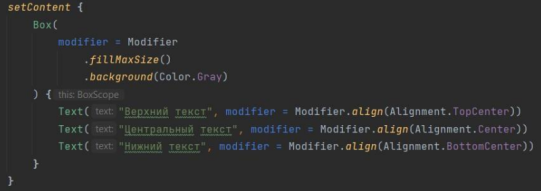 setContent {
    Box(
        modifier = Modifier
            .fillMaxSize()
            .background(Color.Gray)
    ) { this: BoxScope
        Text( text: "Верхний текст", modifier = Modifier.align(Alignment.TopCenter))
        Text( text: "Центральный текст", modifier = Modifier.align(Alignment.Center))
        Text( text: "Нижний текст", modifier = Modifier.align(Alignment.BottomCenter))
    }
}